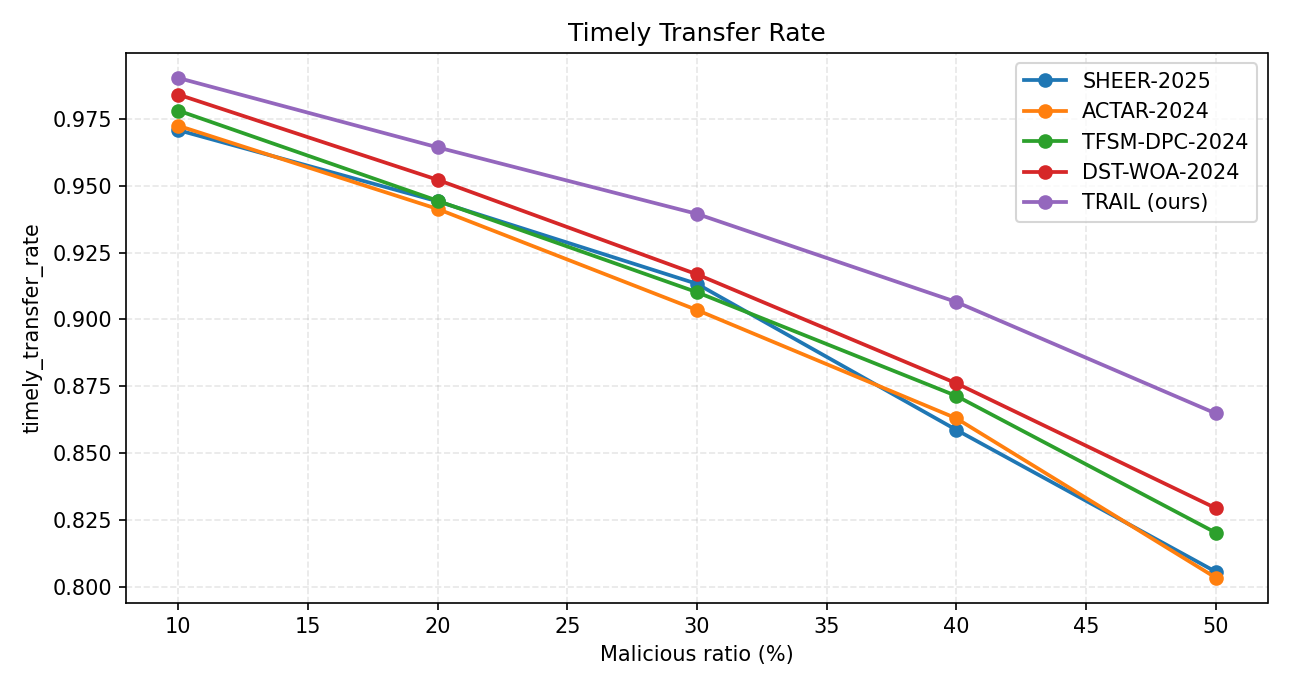 Timely Transfer Rate
timely_transfer_rate
0.975
0.950
0.925
0.900
0.875
0.850
0.825
0.800
SHEER-2025
ACTAR-2024
TFSM-DPC-2024
DST-WOA-2024
TRAIL (ours)
10 15 20 25 30 35 40 45 50
Malicious ratio (%)